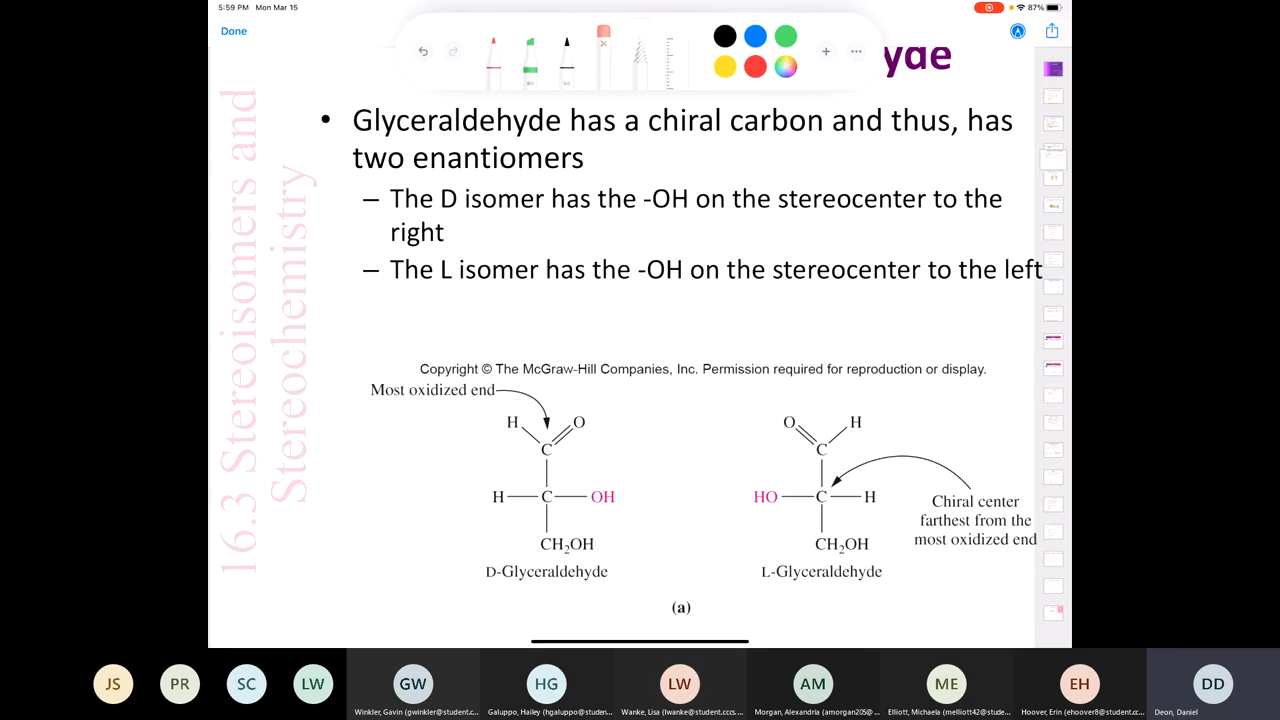 5:59 PM Mon Mar 15
87%
Done
yde
16.3 Stereoisomers and
Stereochemistry
• Glyceraldehyde has a chiral carbon and thus, has
two enantiomers
– The D isomer has the -OH on the stereocenter to the
right
– The L isomer has the -OH on the stereocenter to the left
Copyright © The McGraw-Hill Companies, Inc. Permission required for reproduction or display.
Most oxidized end
H O O H
C C
H C OH HO C H
CH₂OH CH₂OH
Chiral center
farthest from the
most oxidized end
D-Glyceraldehyde L-Glyceraldehyde
(a)
JS PR SC LW GW HG LW AM ME EH DD
Winkler, Gavin (gwinkler@student.c... Galuppo, Hailey (hgaluppo@studen... Wanke, Lisa (lwanke@student.cccs.... Morgan, Alexandria (amorgan205@... Elliott, Michaela (melliott42@stude... Hoover, Erin (ehoover8@student.cc... Deon, Daniel